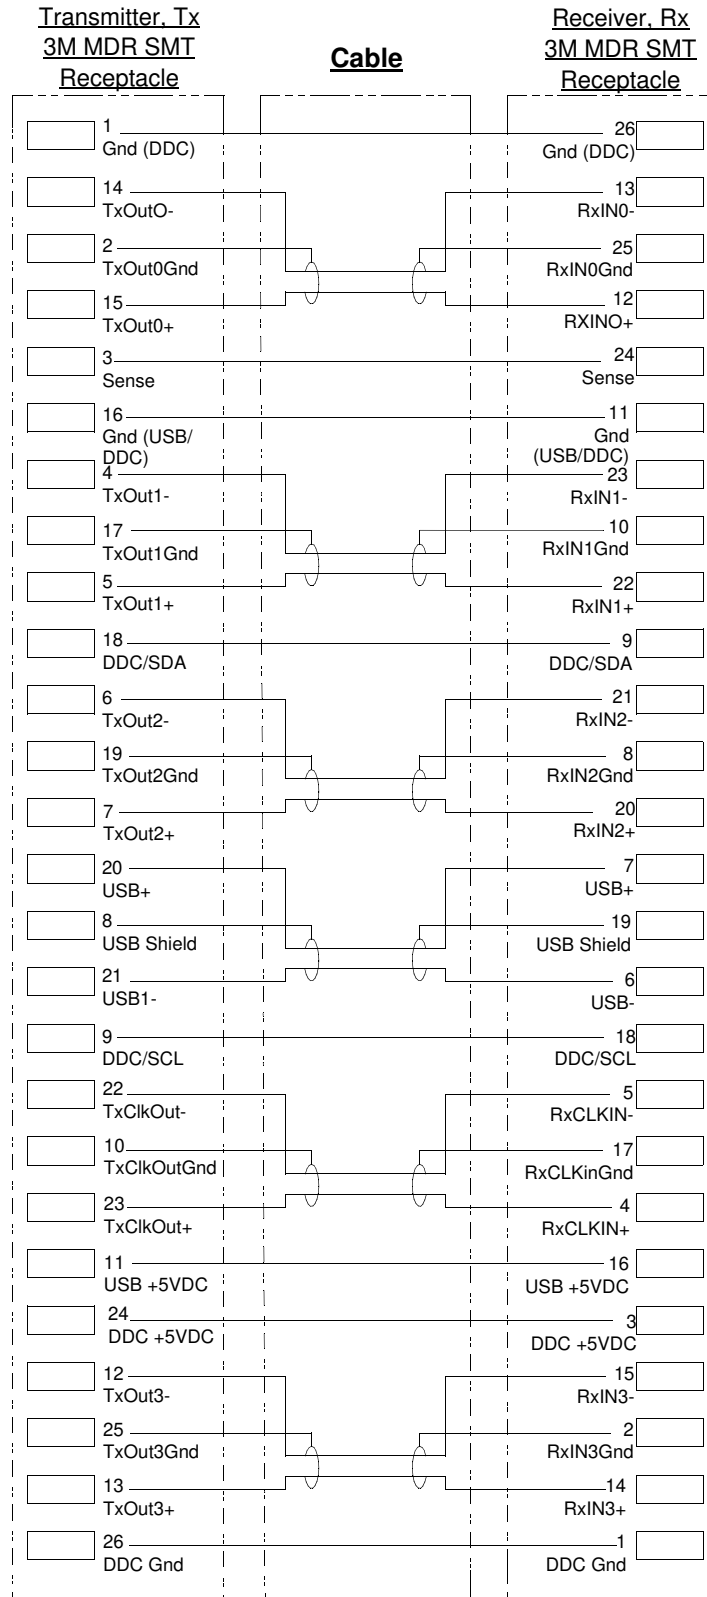 Transmitter, Tx
3M MDR SMT
Receptacle
Cable
Receiver, Rx
3M MDR SMT
Receptacle
1
Gnd (DDC)
26
Gnd (DDC)
14
TxOutO-
13
RxIN0-
2
TxOut0Gnd
25
RxIN0Gnd
15
TxOut0+
12
RXINO+
3
Sense
24
Sense
16
Gnd (USB/
DDC)
11
Gnd
(USB/DDC)
4
TxOut1-
23
RxIN1-
17
TxOut1Gnd
10
RxIN1Gnd
5
TxOut1+
22
RxIN1+
18
DDC/SDA
9
DDC/SDA
6
TxOut2-
21
RxIN2-
19
TxOut2Gnd
8
RxIN2Gnd
7
TxOut2+
20
RxIN2+
20
USB+
7
USB+
8
USB Shield
19
USB Shield
21
USB1-
6
USB-
9
DDC/SCL
18
DDC/SCL
22
TxClkOut-
5
RxCLKIN-
10
TxClkOutGnd
17
RxCLKinGnd
23
TxClkOut+
4
RxCLKIN+
11
USB +5VDC
16
USB +5VDC
24
DDC +5VDC
3
DDC +5VDC
12
TxOut3-
15
RxIN3-
25
TxOut3Gnd
2
RxIN3Gnd
13
TxOut3+
14
RxIN3+
26
DDC Gnd
1
DDC Gnd